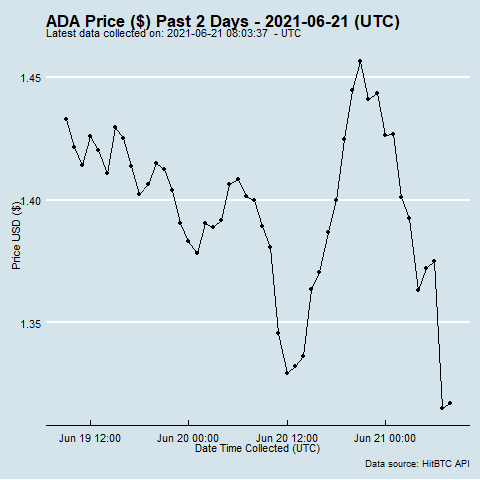 ADA Price ($) Past 2 Days - 2021-06-21 (UTC)
Latest data collected on: 2021-06-21 08:03:37 - UTC
1.45
1.40
1.35
Price USD ($)
Jun 19 12:00 Jun 20 00:00 Jun 20 12:00 Jun 21 00:00
Date Time Collected (UTC)
Data source: HitBTC API